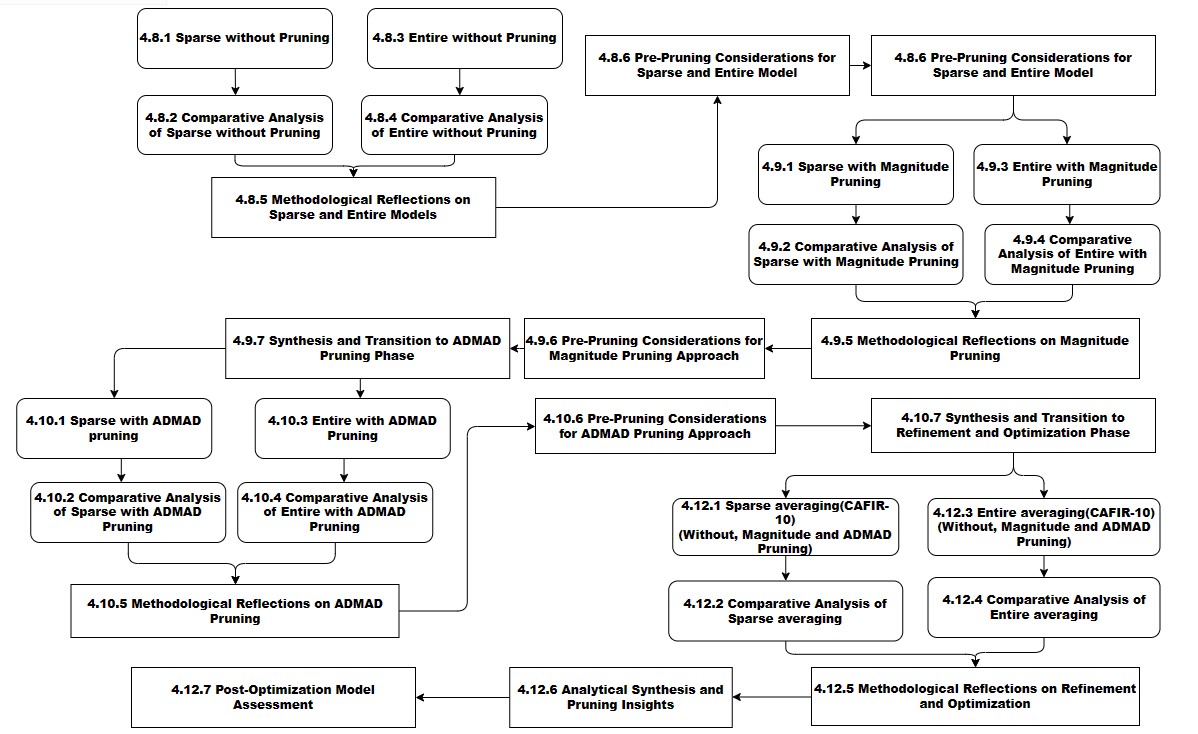 4.8.1 Sparse without Pruning
4.8.3 Entire without Pruning
4.8.2 Comparative Analysis
of Sparse without Pruning
4.8.4 Comparative Analysis
of Entire without Pruning
4.8.5 Methodological Reflections on
Sparse and Entire Models
4.8.6 Pre-Pruning Considerations for
Sparse and Entire Model
4.8.6 Pre-Pruning Considerations for
Sparse and Entire Model
4.9.1 Sparse with Magnitude
Pruning
4.9.3 Entire with Magnitude
Pruning
4.9.2 Comparative Analysis of
Sparse with Magnitude Pruning
4.9.4 Comparative
Analysis of Entire with
Magnitude Pruning
4.9.5 Methodological Reflections on Magnitude
Pruning
4.9.6 Pre-Pruning Considerations for
Magnitude Pruning Approach
4.9.7 Synthesis and Transition to ADMAD
Pruning Phase
4.10.1 Sparse with ADMAD
pruning
4.10.3 Entire with ADMAD
Pruning
4.10.2 Comparative Analysis
of Sparse with ADMAD
Pruning
4.10.4 Comparative Analysis
of Entire with ADMAD
Pruning
4.10.5 Methodological Reflections on ADMAD
Pruning
4.10.6 Pre-Pruning Considerations
for ADMAD Pruning Approach
4.10.7 Synthesis and Transition to
Refinement and Optimization Phase
4.12.1 Sparse averaging(CAFIR-
10)
(Without, Magnitude and ADMAD
Pruning)
4.12.3 Entire averaging(CAFIR-10)
(Without, Magnitude and ADMAD
Pruning)
4.12.2 Comparative Analysis of
Sparse averaging
4.12.4 Comparative Analysis of
Entire averaging
4.12.5 Methodological Reflections on Refinement
and Optimization
4.12.6 Analytical Synthesis and
Pruning Insights
4.12.7 Post-Optimization Model
Assessment